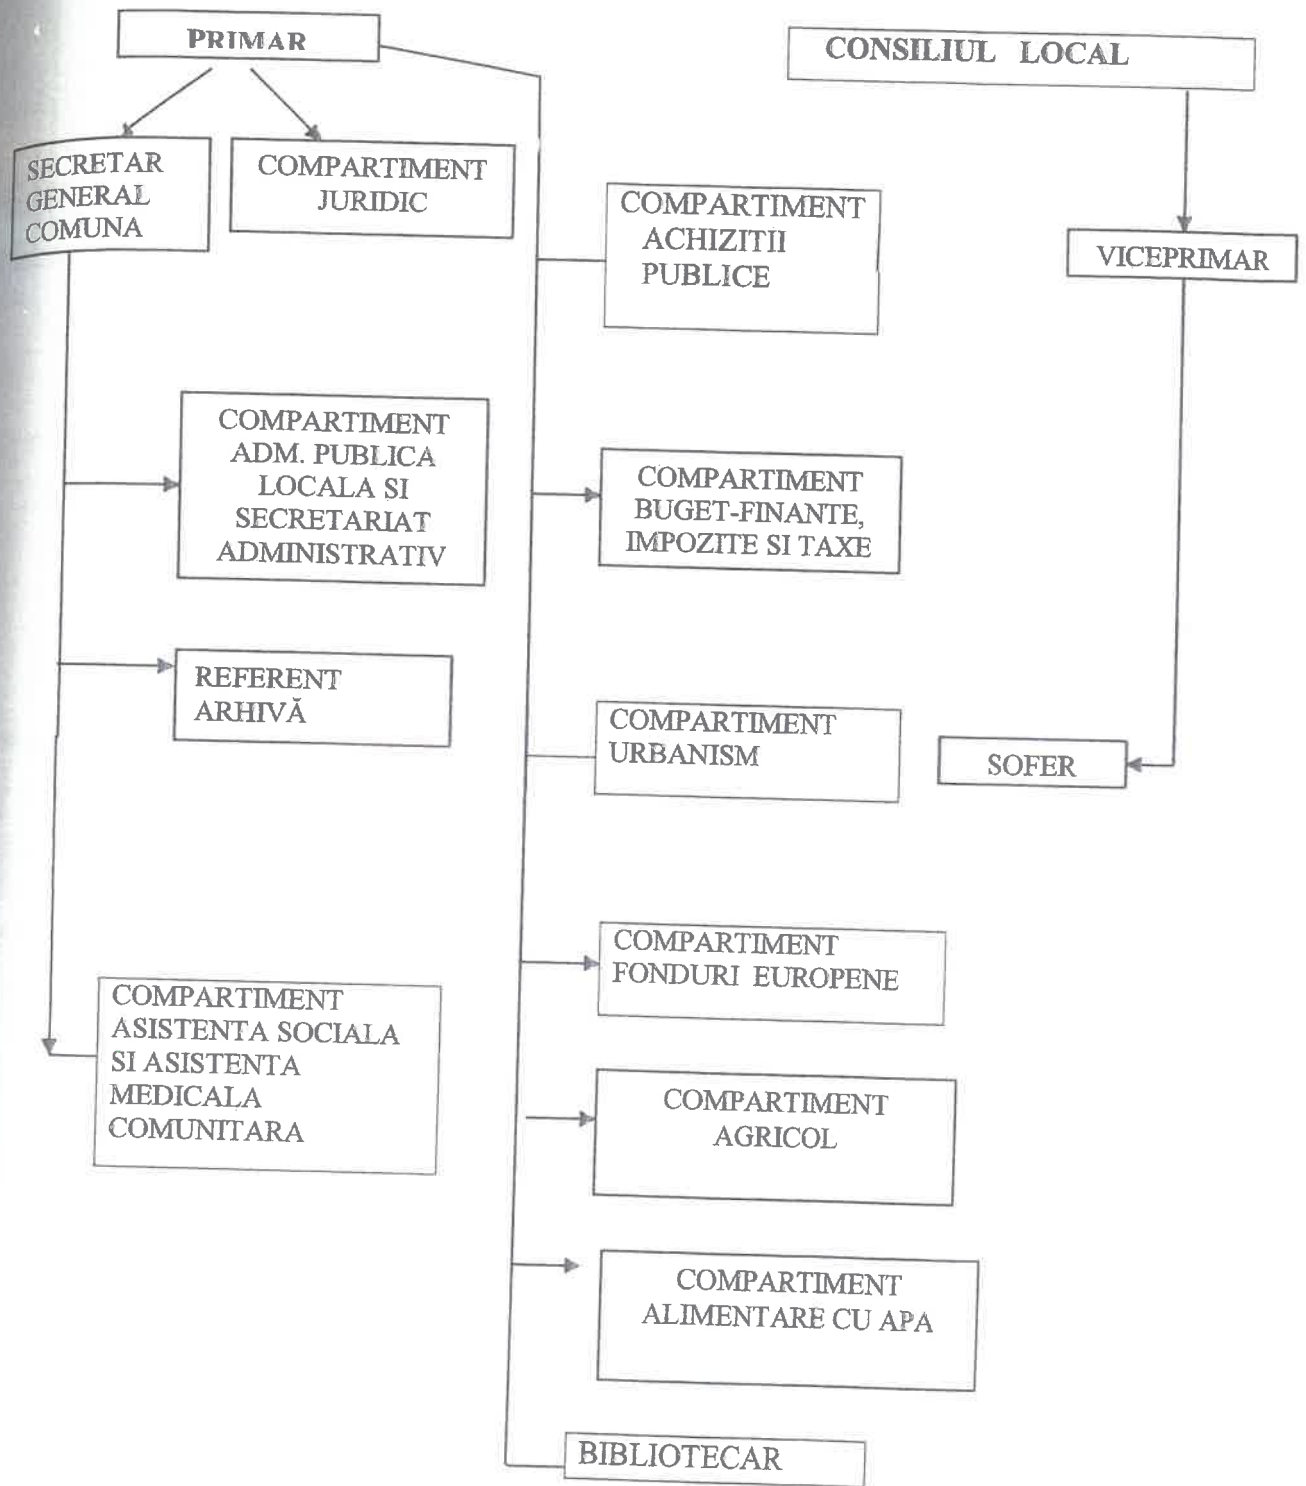 PRIMAR
CONSILIUL LOCAL
SECRETAR
GENERAL
COMUNA
COMPARTIMENT
JURIDIC
COMPARTIMENT
ACHIZITII
PUBLICE
VICEPRIMAR
COMPARTIMENT
ADM. PUBLICA
LOCALA SI
SECRETARIAT
ADMINISTRATIV
COMPARTIMENT
BUGET-FINANTE,
IMPOZITE SI TAXE
REFERENT
ARHIVĂ
COMPARTIMENT
URBANISM
SOFER
COMPARTIMENT
FONDURI EUROPENE
COMPARTIMENT
ASISTENTA SOCIALA
SI ASISTENTA
MEDICALA
COMUNITARA
COMPARTIMENT
AGRICOL
COMPARTIMENT
ALIMENTARE CU APA
BIBLIOTECAR